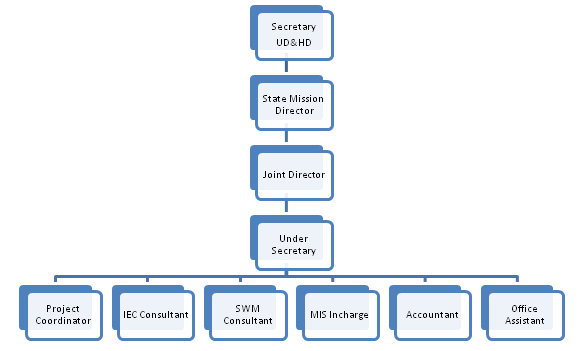 Secretary
UD&HD
State Mission
Director
Joint Director
Under
Secretary
Project
Coordinator
IEC Consultant
SWM
Consultant
MIS Incharge
Accountant
Office
Assistant